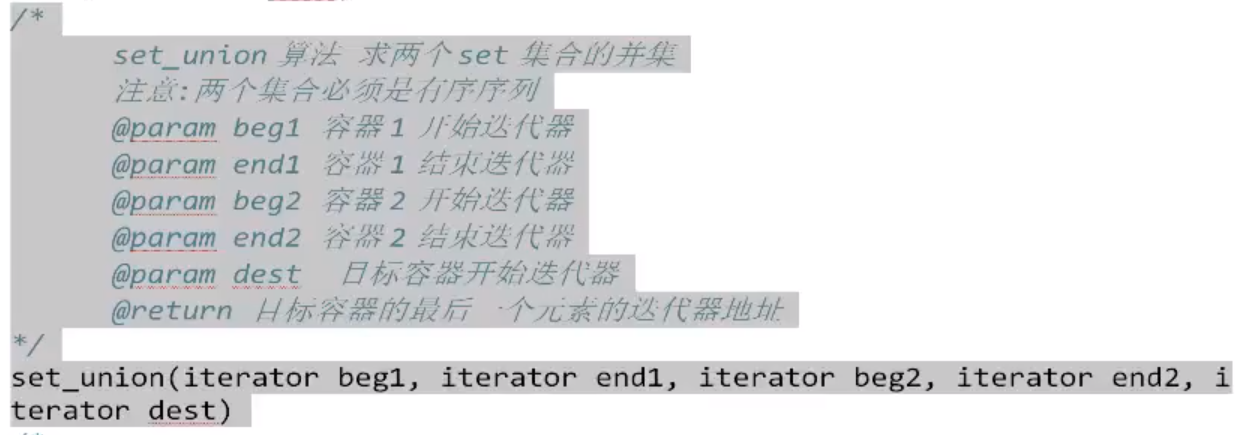 /*
set_union 算法 求两个set 集合的并集
注意:两个集合必须是有序序列
@param beg1 容器1 开始迭代器
@param end1 容器1 结束迭代器
@param beg2 容器2 开始迭代器
@param end2 容器2 结束迭代器
@param dest 目标容器开始迭代器
@return 目标容器的最后一个元素的迭代器地址
*/
set_union(iterator beg1, iterator end1, iterator beg2, iterator end2, i
terator dest)